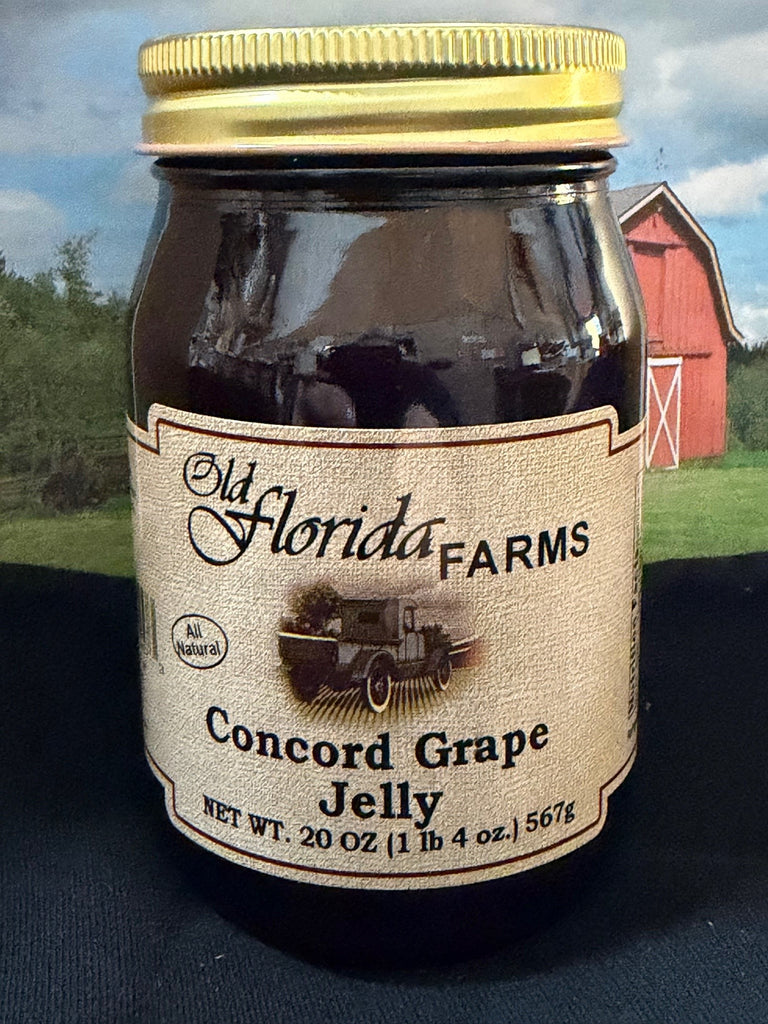 Old
Florida FARMS
All
Natural
Concord Grape
Jelly
NET WT. 20 OZ (1 lb 4 oz.) 567g